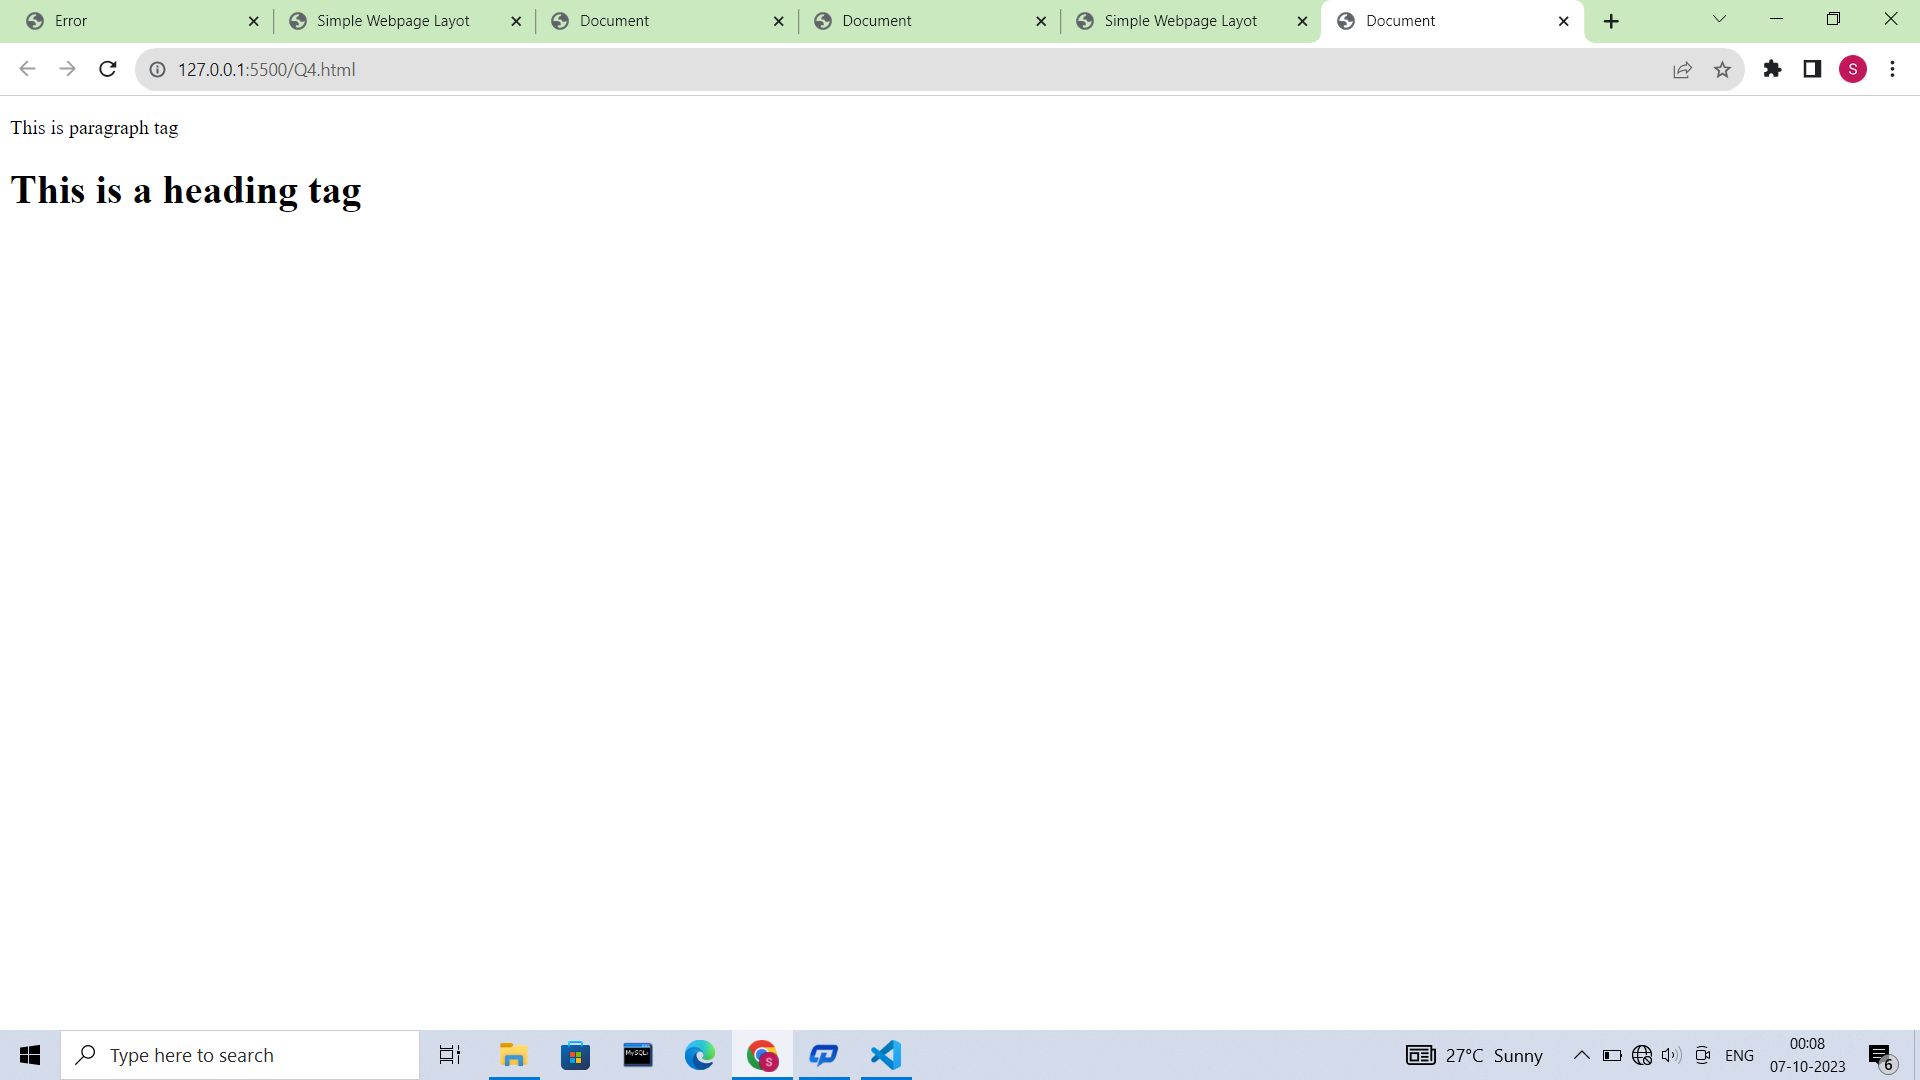 Error
Simple Webpage Layot
Document
Document
Simple Webpage Layot
Document
127.0.0.1:5500/Q4.html
S
This is paragraph tag
This is a heading tag
Type here to search
MySQL
S
27°C Sunny
ENG
00:08
07-10-2023
6